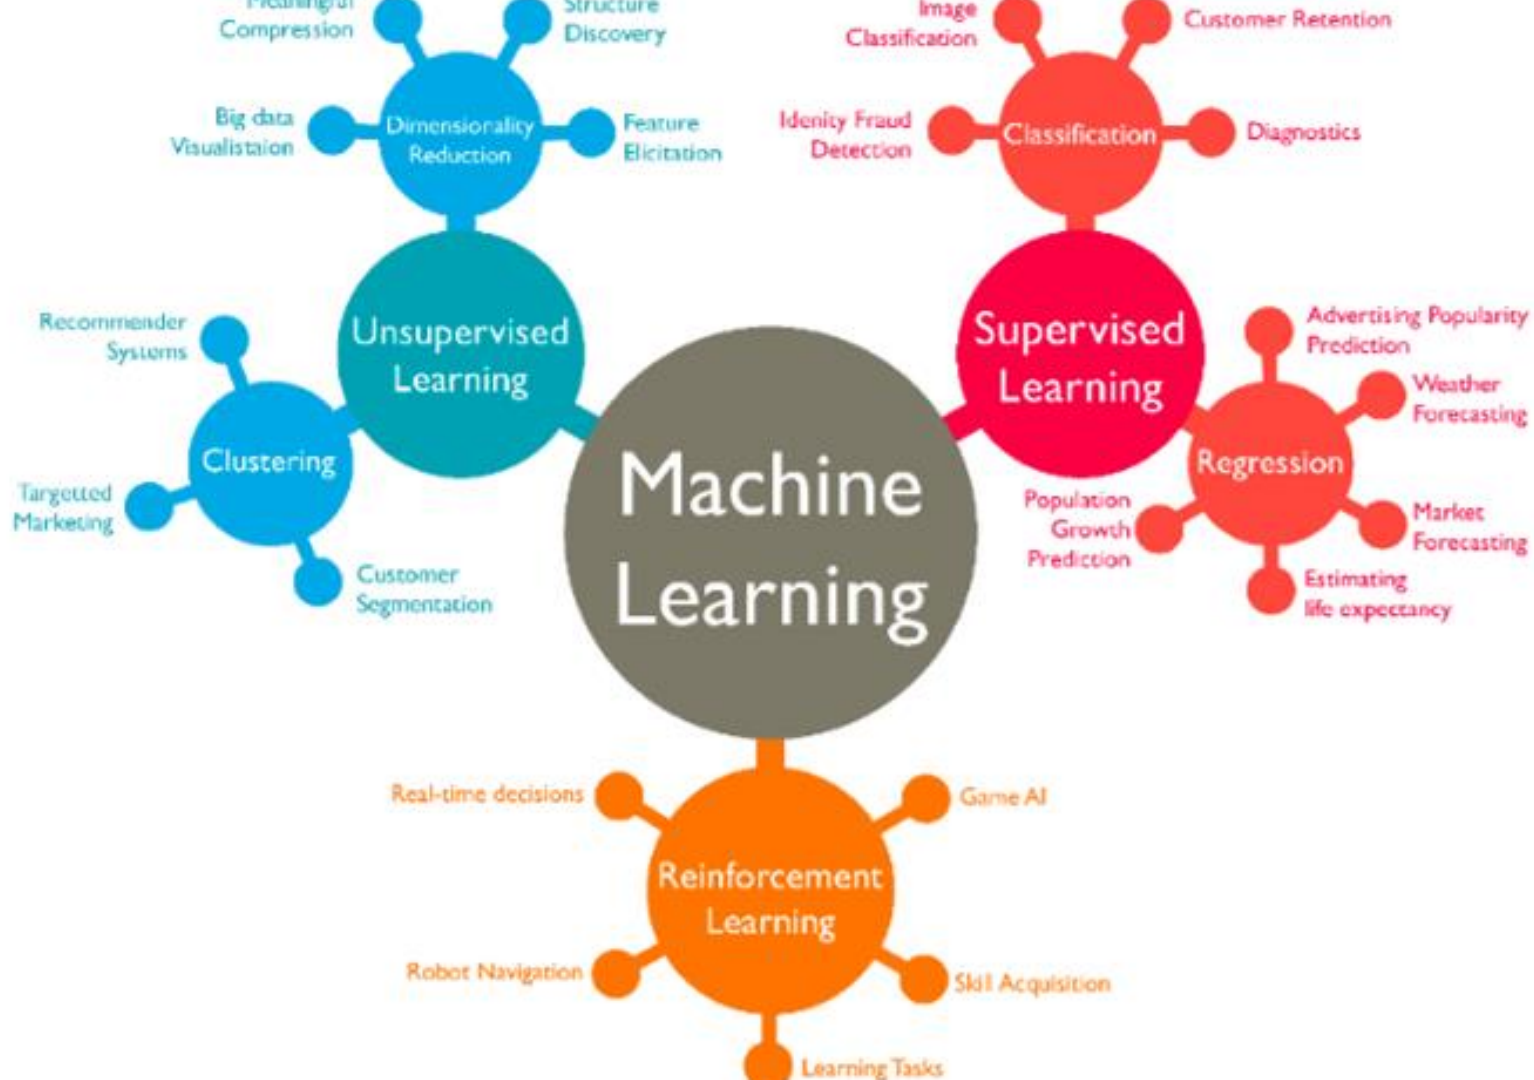 Meaningful
Compression
Structure
Discovery
Big data
Visualistaion
Dimensionality
Reduction
Feature
Elicitation
Image
Classification
Customer Retention
Idenity Fraud
Detection
Classification
Diagnostics
Recommender
Systems
Unsupervised
Learning
Clustering
Targetted
Marketing
Customer
Segmentation
Supervised
Learning
Advertising Popularity
Prediction
Weather
Forecasting
Regression
Population
Growth
Prediction
Market
Forecasting
Estimating
life expectancy
Machine
Learning
Real-time decisions
Game AI
Reinforcement
Learning
Robot Navigation
Skill Acquisition
Learning Tasks